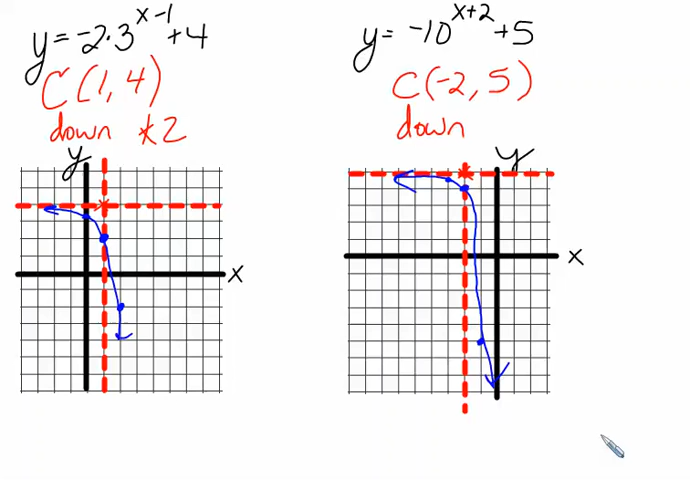 y = -2·3^(x-1) + 4
C (1, 4)
down *2
y
x
y = -10^(x+2) + 5
C (-2, 5)
down
y
x